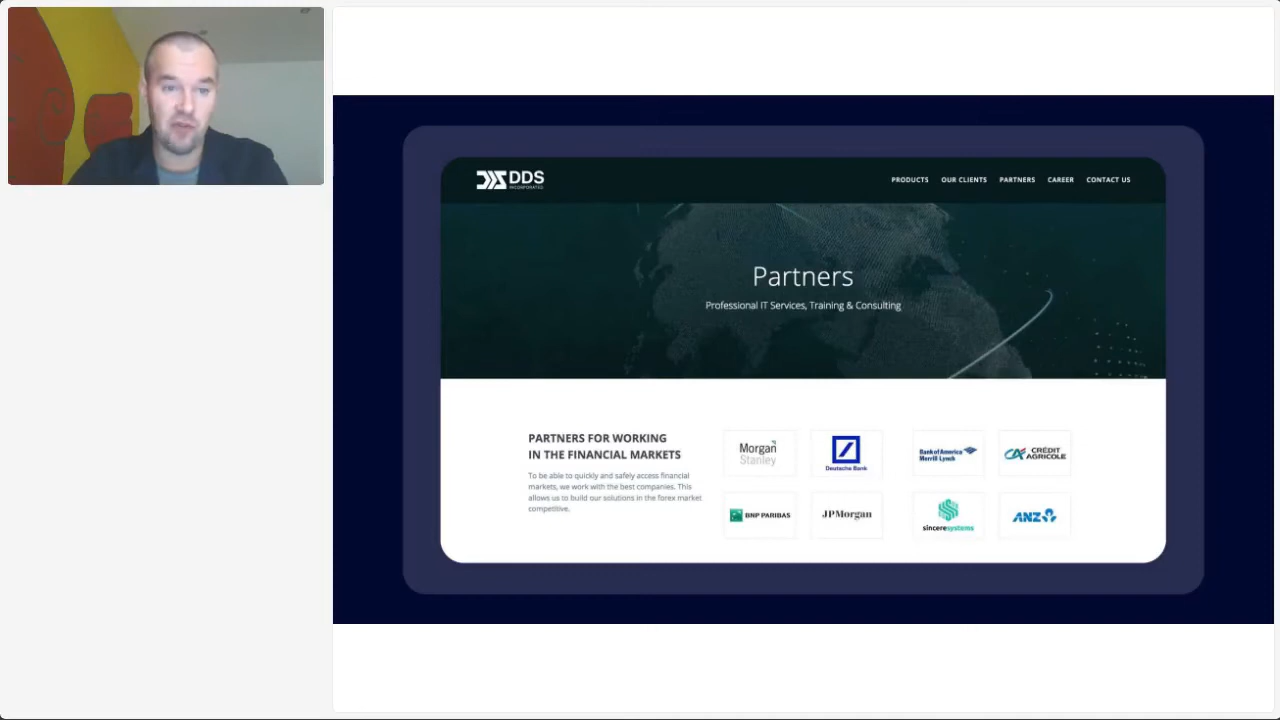 DDS
INCORPORATED
PRODUCTS OUR CLIENTS PARTNERS CAREER CONTACT US
Partners
Professional IT Services, Training & Consulting
PARTNERS FOR WORKING
IN THE FINANCIAL MARKETS
To be able to quickly and safely access financial
markets, we work with the best companies. This
allows us to build our solutions in the forex market
competitive.
Morgan
Stanley
Deutsche Bank
Bank of America
Merrill Lynch
CRÉDIT
AGRICOLE
BNP PARIBAS
JPMorgan
sinceresystems
ANZ